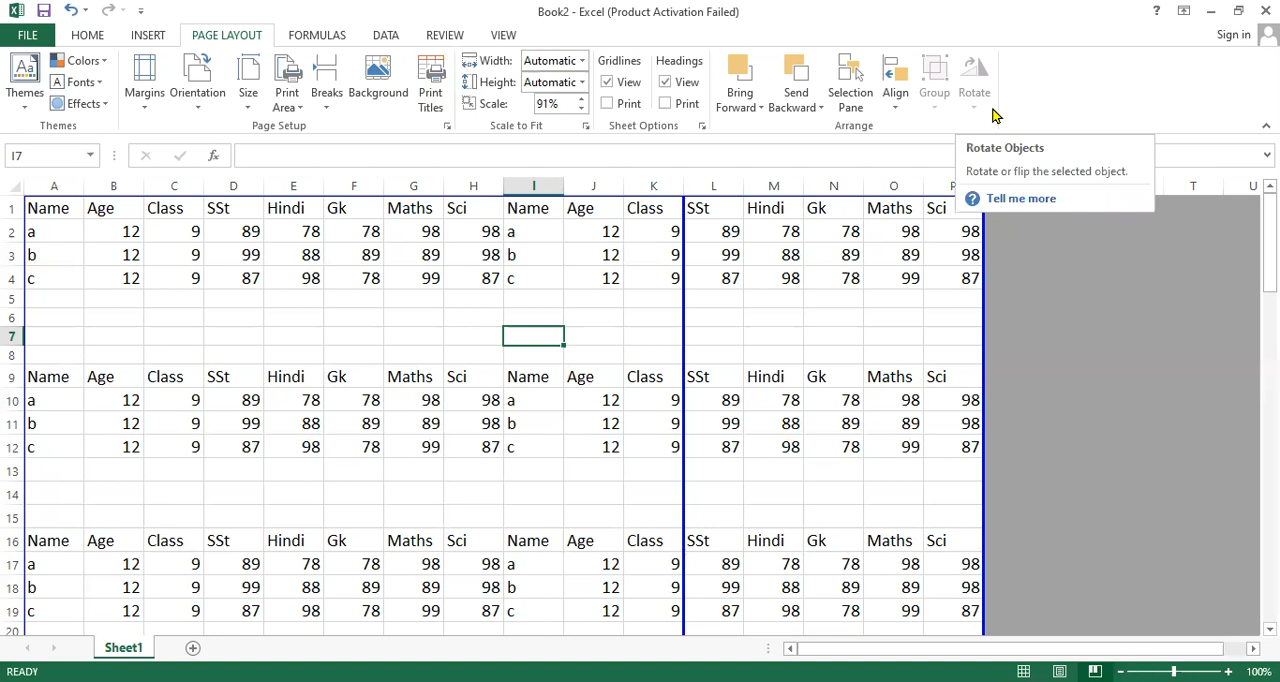 Book2 - Excel (Product Activation Failed)
FILE HOME INSERT PAGE LAYOUT FORMULAS DATA REVIEW VIEW Sign in
Themes Colors Fonts Effects Margins Orientation Size Print Area Breaks Background Print Titles Width: Automatic Height: Automatic Scale: 91% Gridlines View Print Headings View Print Bring Forward Send Backward Selection Pane Align Group Rotate
Themes Page Setup Scale to Fit Sheet Options Arrange
I7
Rotate Objects
Rotate or flip the selected object.
Tell me more
A B C D E F G H I J K L M N O P T U
1 Name Age Class SSt Hindi Gk Maths Sci Name Age Class SSt Hindi Gk Maths Sci
2 a 12 9 89 78 78 98 98 a 12 9 89 78 78 98 98
3 b 12 9 99 88 89 89 98 b 12 9 99 88 89 89 98
4 c 12 9 87 98 78 99 87 c 12 9 87 98 78 99 87
5
6
7
8
9 Name Age Class SSt Hindi Gk Maths Sci Name Age Class SSt Hindi Gk Maths Sci
10 a 12 9 89 78 78 98 98 a 12 9 89 78 78 98 98
11 b 12 9 99 88 89 89 98 b 12 9 99 88 89 89 98
12 c 12 9 87 98 78 99 87 c 12 9 87 98 78 99 87
13
14
15
16 Name Age Class SSt Hindi Gk Maths Sci Name Age Class SSt Hindi Gk Maths Sci
17 a 12 9 89 78 78 98 98 a 12 9 89 78 78 98 98
18 b 12 9 99 88 89 89 98 b 12 9 99 88 89 89 98
19 c 12 9 87 98 78 99 87 c 12 9 87 98 78 99 87
20
Sheet1
READY 100%